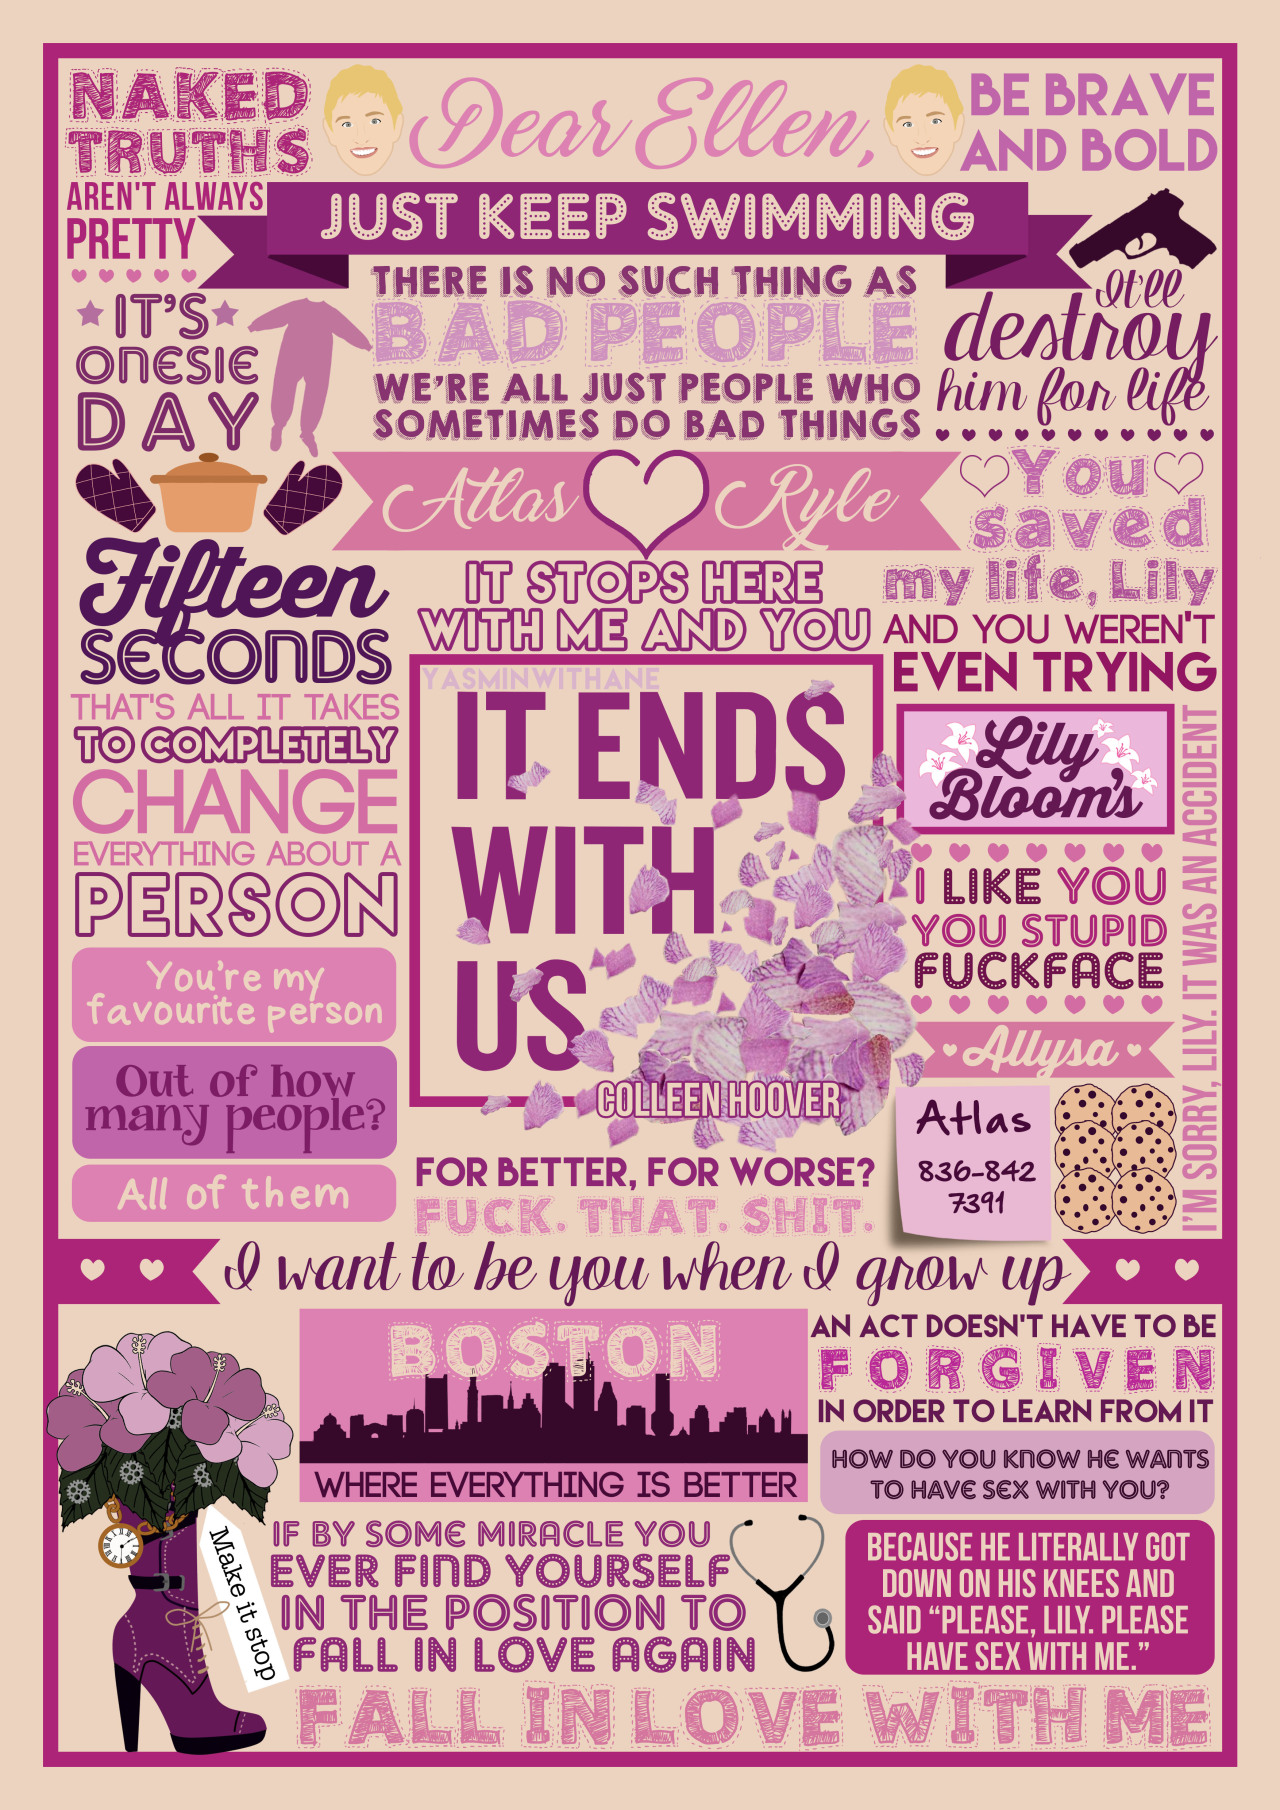 NAKED
TRUTHS
AREN'T ALWAYS
PRETTY
Dear Ellen,
BE BRAVE
AND BOLD
JUST KEEP SWIMMING
IT'S
ONESIE
DAY
THERE IS NO SUCH THING AS
BAD PEOPLE
WE'RE ALL JUST PEOPLE WHO
SOMETIMES DO BAD THINGS
It'll
destroy
him for life
Atlas
Ryle
You
saved
my life, Lily
AND YOU WEREN'T
EVEN TRYING
Fifteen
SECONDS
THAT'S ALL IT TAKES
TO COMPLETELY
CHANGE
EVERYTHING ABOUT A
PERSON
IT STOPS HERE
WITH ME AND YOU
YASMINWITHANE
IT ENDS
WITH
US
COLLEEN HOOVER
Lily
Bloom's
I LIKE YOU
YOU STUPID
FUCKFACE
Allysa
I'M SORRY, LILY. IT WAS AN ACCIDENT
You're my
favourite person
Out of how
many people?
All of them
Atlas
836-842
7391
FOR BETTER, FOR WORSE?
FUCK. THAT. SHIT.
I want to be you when I grow up
BOSTON
WHERE EVERYTHING IS BETTER
AN ACT DOESN'T HAVE TO BE
FORGIVEN
IN ORDER TO LEARN FROM IT
HOW DO YOU KNOW HE WANTS
TO HAVE SEX WITH YOU?
BECAUSE HE LITERALLY GOT
DOWN ON HIS KNEES AND
SAID “PLEASE, LILY. PLEASE
HAVE SEX WITH ME.”
Make it stop
IF BY SOME MIRACLE YOU
EVER FIND YOURSELF
IN THE POSITION TO
FALL IN LOVE AGAIN
FALL IN LOVE WITH ME